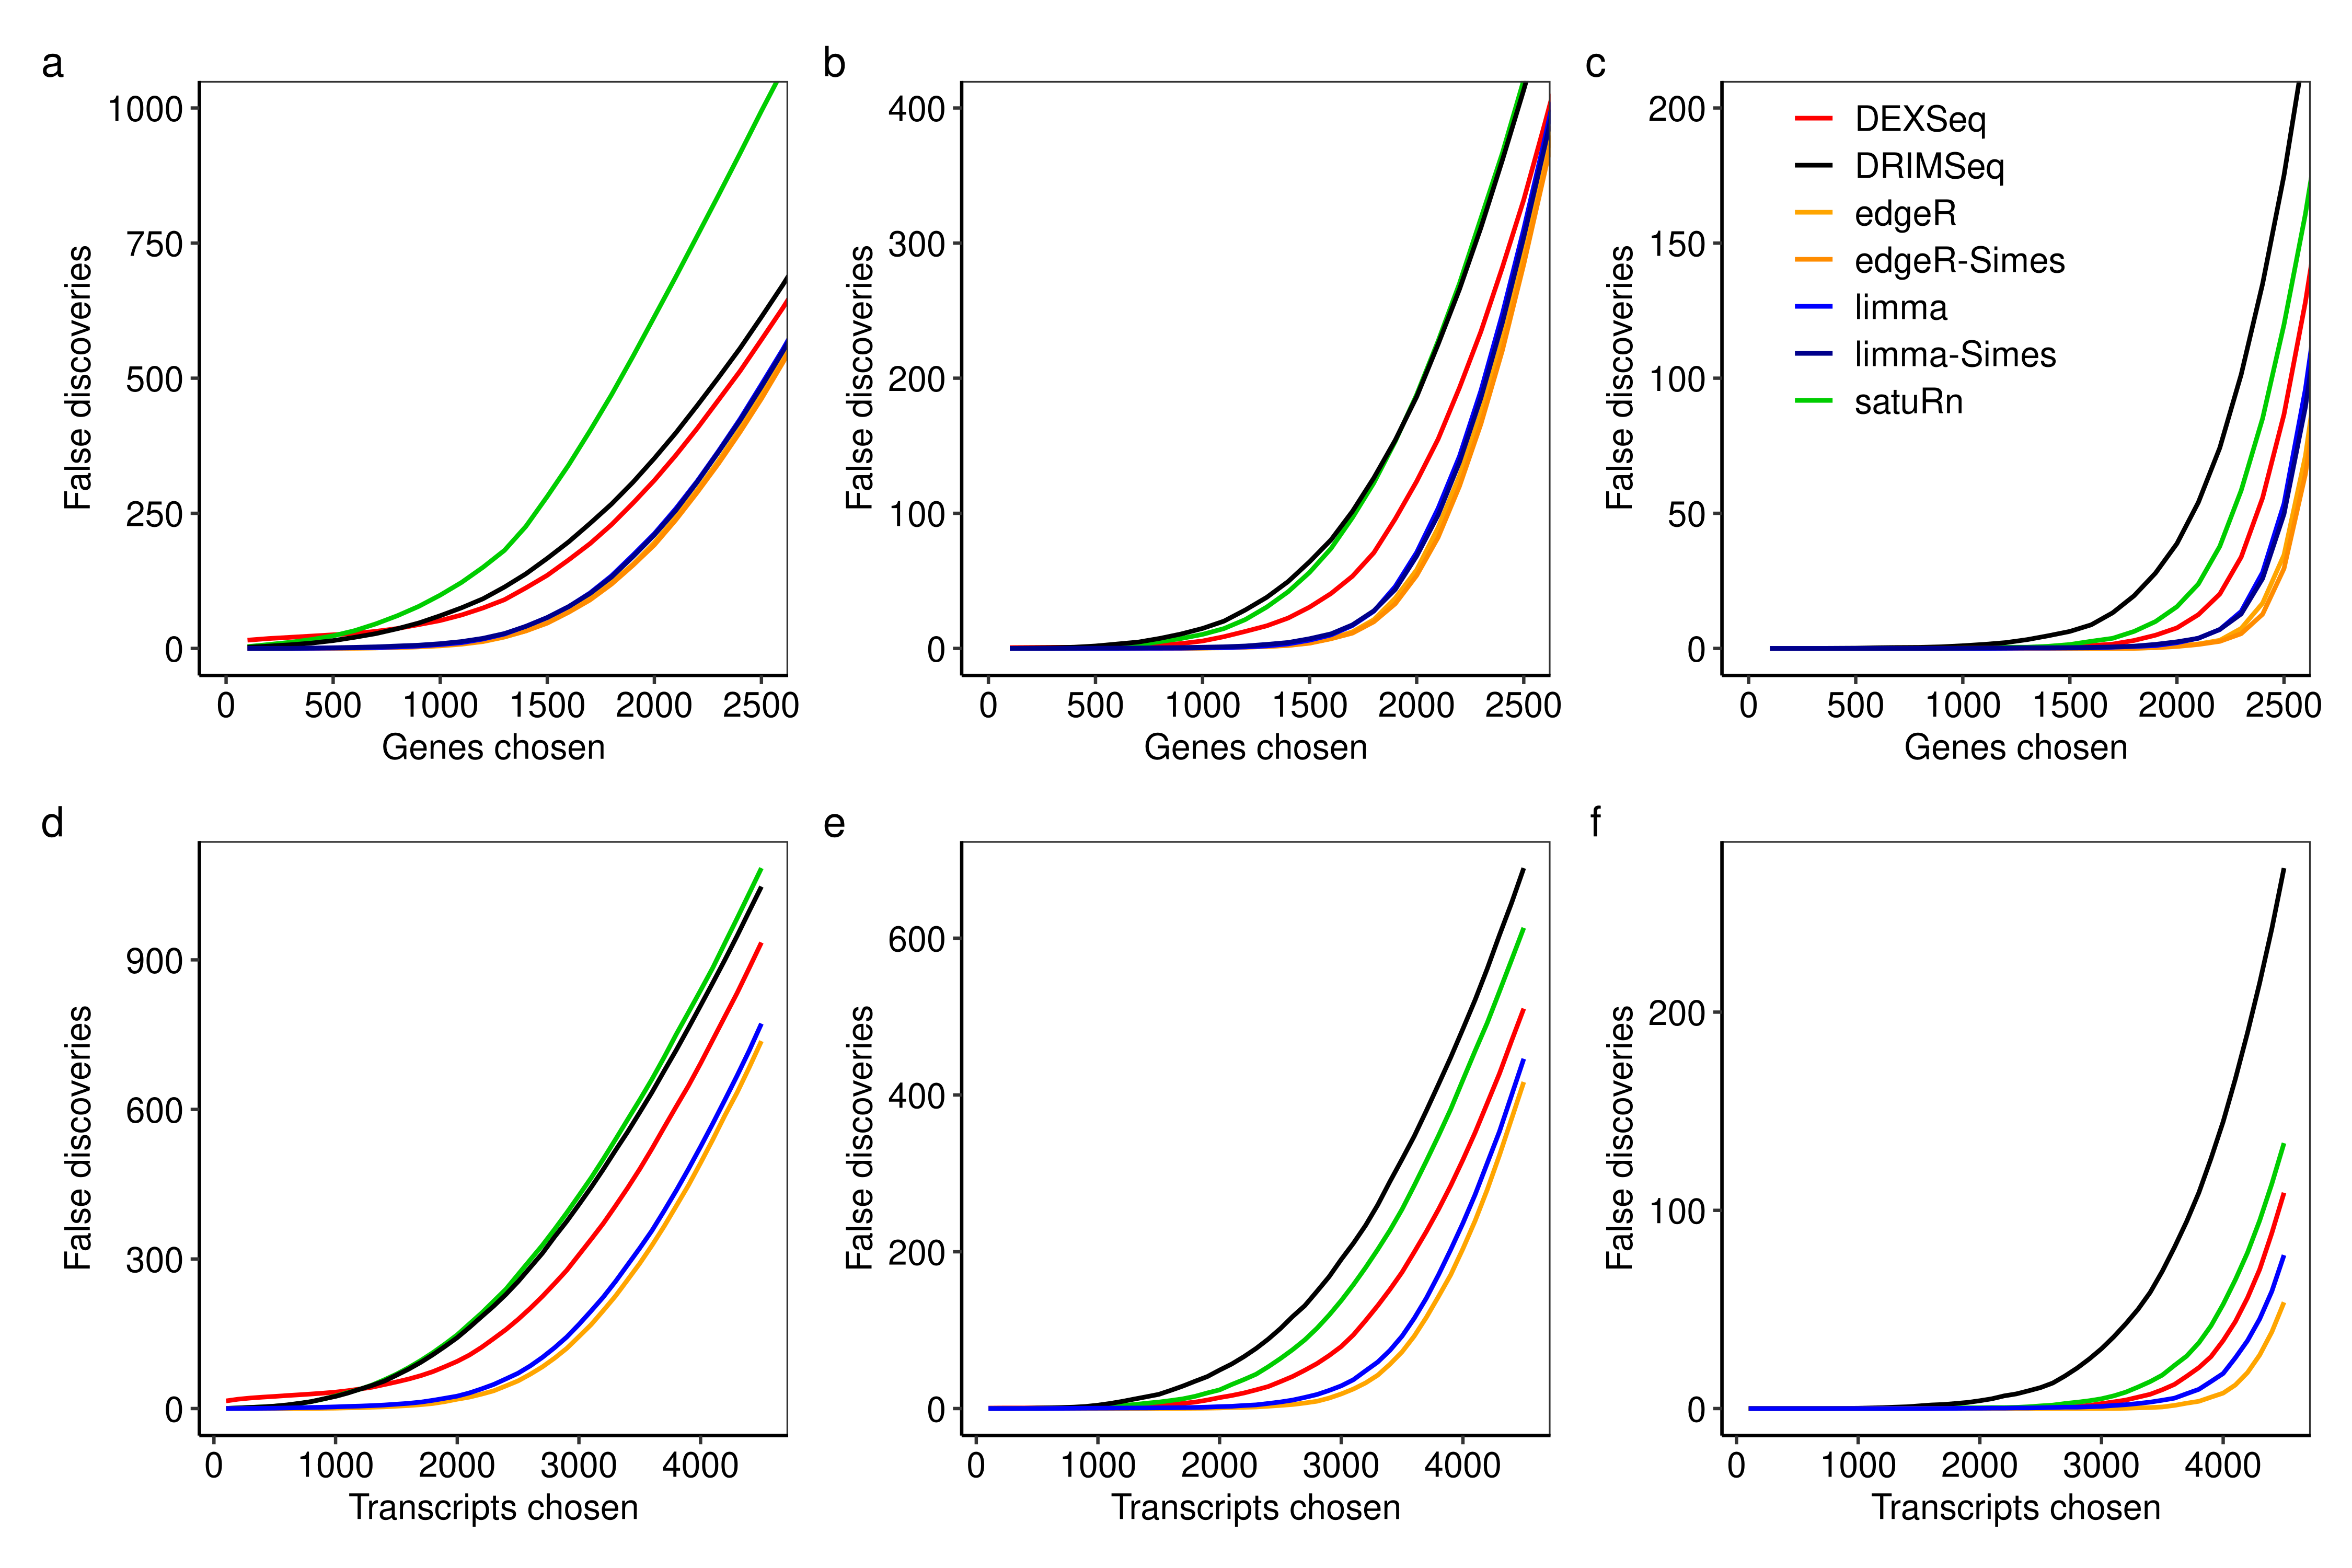 a
1000
750
500
250
0
False discoveries
0 500 1000 1500 2000 2500
Genes chosen
b
400
300
200
100
0
False discoveries
0 500 1000 1500 2000 2500
Genes chosen
c
200
150
100
50
0
False discoveries
DEXSeq
DRIMSeq
edgeR
edgeR-Simes
limma
limma-Simes
satuRn
0 500 1000 1500 2000 2500
Genes chosen
d
900
600
300
0
False discoveries
0 1000 2000 3000 4000
Transcripts chosen
e
600
400
200
0
False discoveries
0 1000 2000 3000 4000
Transcripts chosen
f
200
100
0
False discoveries
0 1000 2000 3000 4000
Transcripts chosen